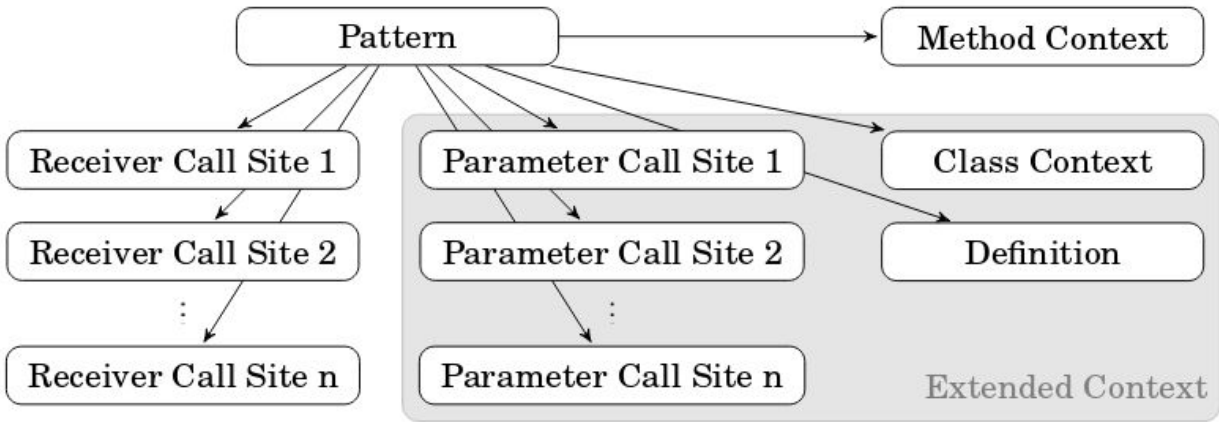 Pattern
Method Context
Receiver Call Site 1
Parameter Call Site 1
Class Context
Receiver Call Site 2
Parameter Call Site 2
Definition
⋮
⋮
Receiver Call Site n
Parameter Call Site n
Extended Context